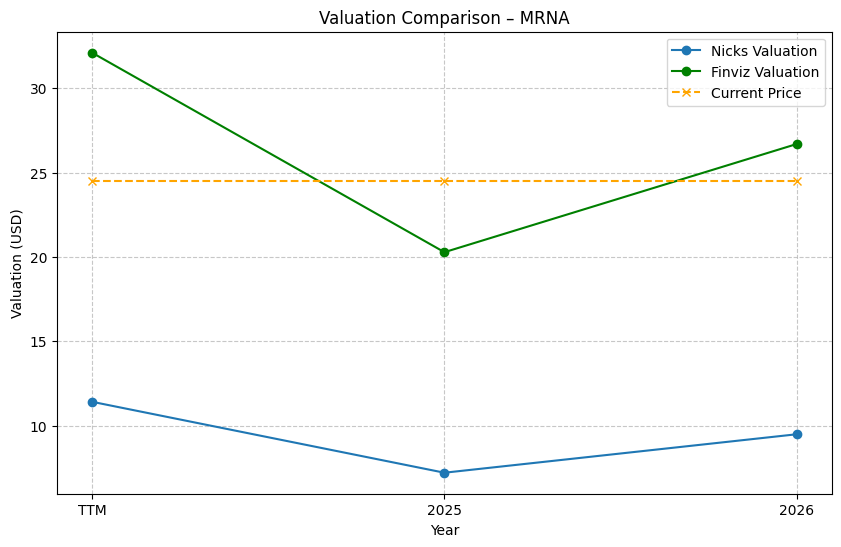 Valuation Comparison – MRNA
Nicks Valuation
Finviz Valuation
Current Price
Valuation (USD)
30
25
20
15
10
TTM
2025
2026
Year